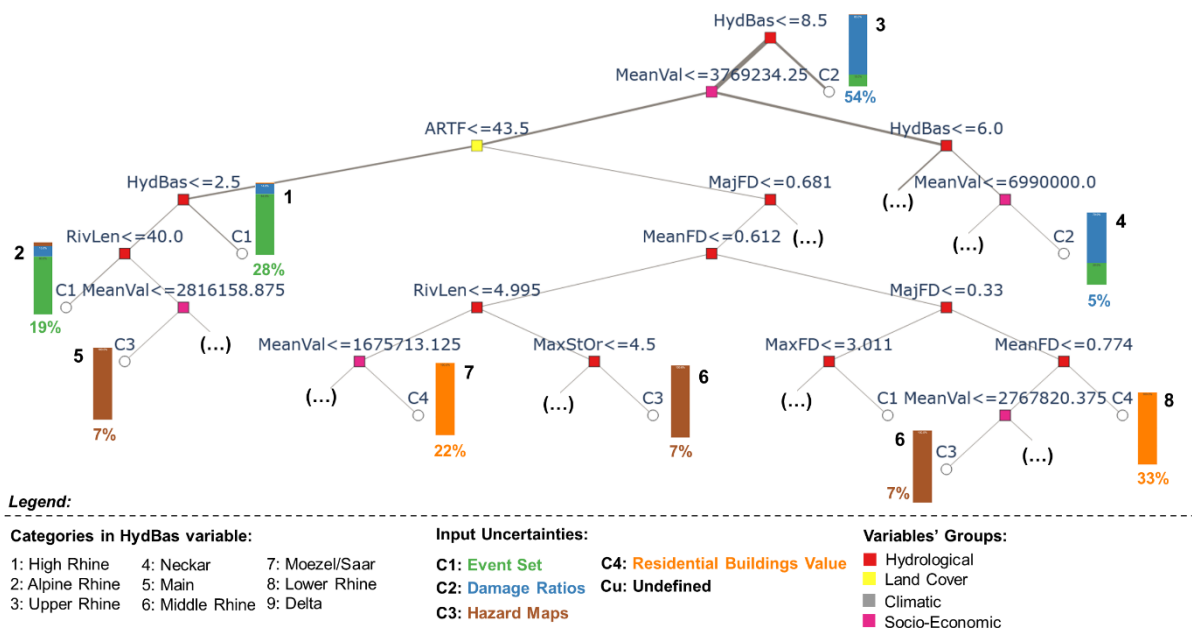 HydBas<=8.5
3
MeanVal<=3769234.25
C2
54%
ARTF<=43.5
HydBas<=6.0
HydBas<=2.5
1
MajFD<=0.681
MeanVal<=6990000.0
(...)
4
2
RivLen<=40.0
C1
MeanFD<=0.612
(...)
(...)
C2
28%
C1
MeanVal<=2816158.875
MajFD<=0.33
5%
19%
5
C3
(...)
MeanVal<=1675713.125
7
MaxStOr<=4.5
6
MaxFD<=3.011
MeanFD<=0.774
RivLen<=4.995
(...)
C4
(...)
C3
(...)
C1
MeanVal<=2767820.375
C4
8
7%
22%
7%
6
C3
(...)
33%
7%
Legend:
Categories in HydBas variable:
1: High Rhine
4: Neckar
7: Moezel/Saar
2: Alpine Rhine
5: Main
8: Lower Rhine
3: Upper Rhine
6: Middle Rhine
9: Delta
Input Uncertainties:
C1: Event Set
C4: Residential Buildings Value
C2: Damage Ratios
Cu: Undefined
C3: Hazard Maps
Variables' Groups:
Hydrological
Land Cover
Climatic
Socio-Economic